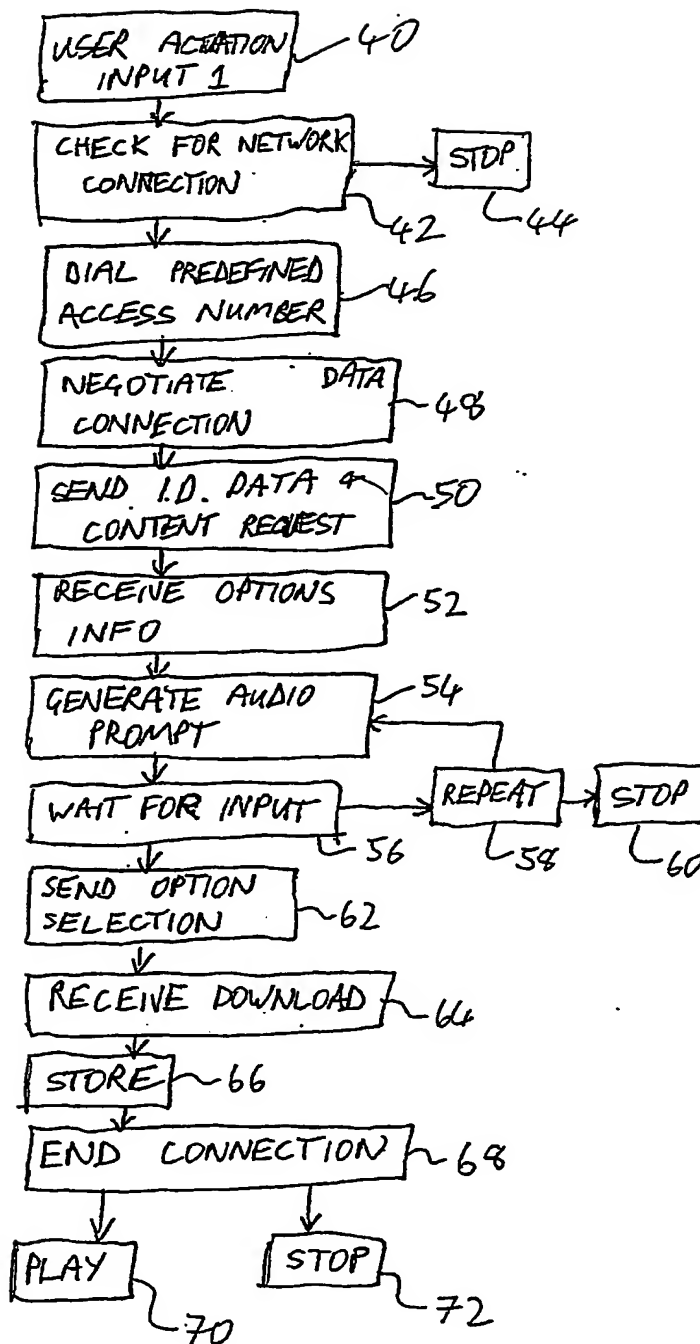 USER ACTATION
INPUT 1
40
CHECK FOR NETWORK
CONNECTION
42
STOP
44
DIAL PREDEFINED
ACCESS NUMBER
46
NEGOTIATE DATA
CONNECTION
48
SEND I.D. DATA &
CONTENT REQUEST
50
RECEIVE OPTIONS
INFO
52
GENERATE AUDIO
PROMPT
54
WAIT FOR INPUT
56
REPEAT
58
STOP
60
SEND OPTION
SELECTION
62
RECEIVE DOWNLOAD
64
STORE
66
END CONNECTION
68
PLAY
70
STOP
72